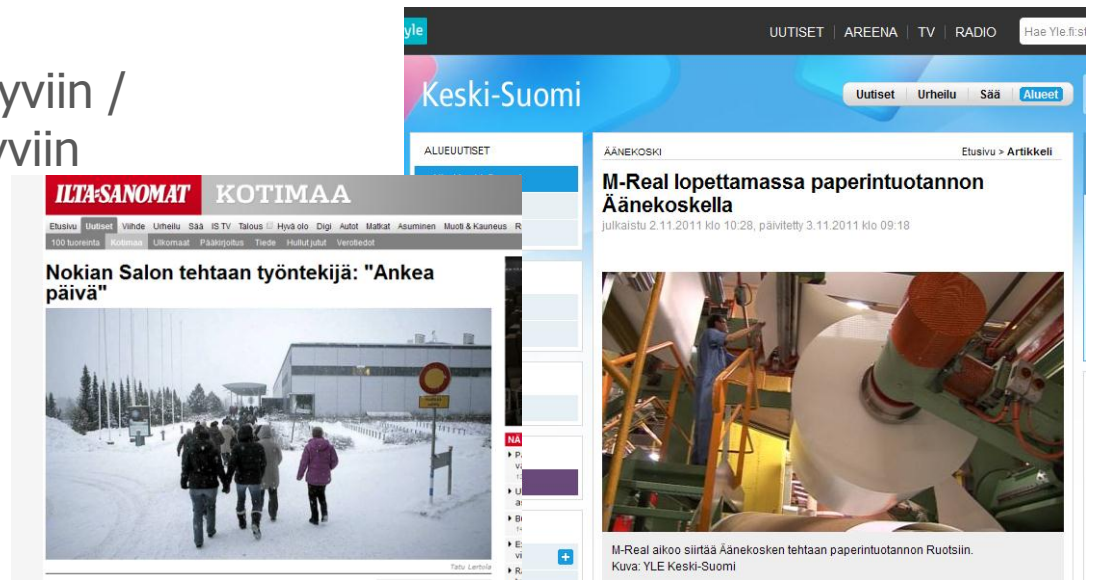 yle
UUTISET | AREENA | TV | RADIO
Hae Yle.fi:st
yviin /
yviin
Keski-Suomi
Uutiset Urheilu Sää Alueet
ALUEUUTISET
ÄÄNEKOSKI
Etusivu > Artikkeli
M-Real lopettamassa paperintuotannon
Äänekoskella
julkaistu 2.11.2011 klo 10:28, päivitetty 3.11.2011 klo 09:18
M-Real aikoo siirtää Äänekosken tehtaan paperintuotannon Ruotsiin.
Kuva: YLE Keski-Suomi
ILTA-SANOMAT KOTIMAA
Etusivu Uutiset Viihde Urheilu Sää IS TV Talous Hyvä olo Digi Autot Matkat Asuminen Muoti & Kauneus R
100 tuoreinta Kotimaa Ulkomaat Pääkirjoitus Tiede Hullut jutut Verotiedot
Nokian Salon tehtaan työntekijä: "Ankea
päivä"
Tatu Lertola
NÄ